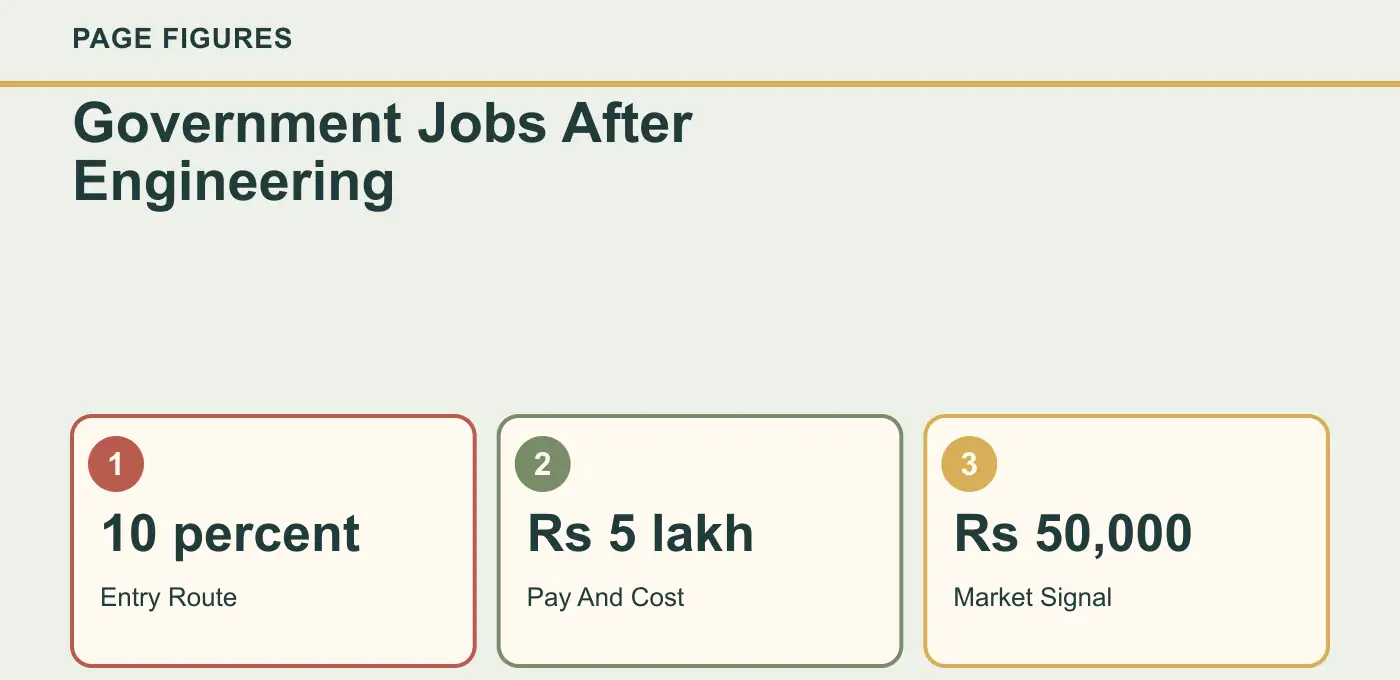 PAGE FIGURES
Government Jobs After
Engineering
1
10 percent
Entry Route
2
Rs 5 lakh
Pay And Cost
3
Rs 50,000
Market Signal